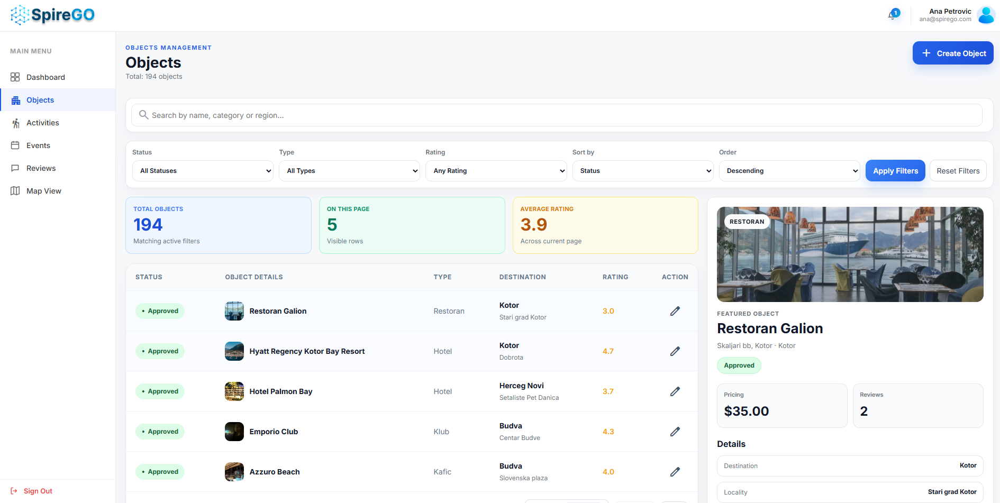 SpireGO
1
Ana Petrovic
ana@spirego.com
MAIN MENU
Dashboard
Objects
Activities
Events
Reviews
Map View
Sign Out
OBJECTS MANAGEMENT
Objects
Total: 194 objects
Create Object
Search by name, category or region...
Status
Type
Rating
Sort by
Order
All Statuses
All Types
Any Rating
Status
Descending
Apply Filters
Reset Filters
TOTAL OBJECTS
194
Matching active filters
ON THIS PAGE
5
Visible rows
AVERAGE RATING
3.9
Across current page
STATUS OBJECT DETAILS TYPE DESTINATION RATING ACTION
• Approved Restoran Galion Restoran Kotor 3.0
Stari grad Kotor
• Approved Hyatt Regency Kotor Bay Resort Hotel Kotor 4.7
Dobrota
• Approved Hotel Palmon Bay Hotel Herceg Novi 3.7
Setaliste Pet Danica
• Approved Emporio Club Klub Budva 4.3
Centar Budve
• Approved Azzuro Beach Kafic Budva 4.0
Slovenska plaza
RESTORAN
FEATURED OBJECT
Restoran Galion
Skaljari bb, Kotor · Kotor
Approved
Pricing
$35.00
Reviews
2
Details
Destination Kotor
Locality Stari grad Kotor